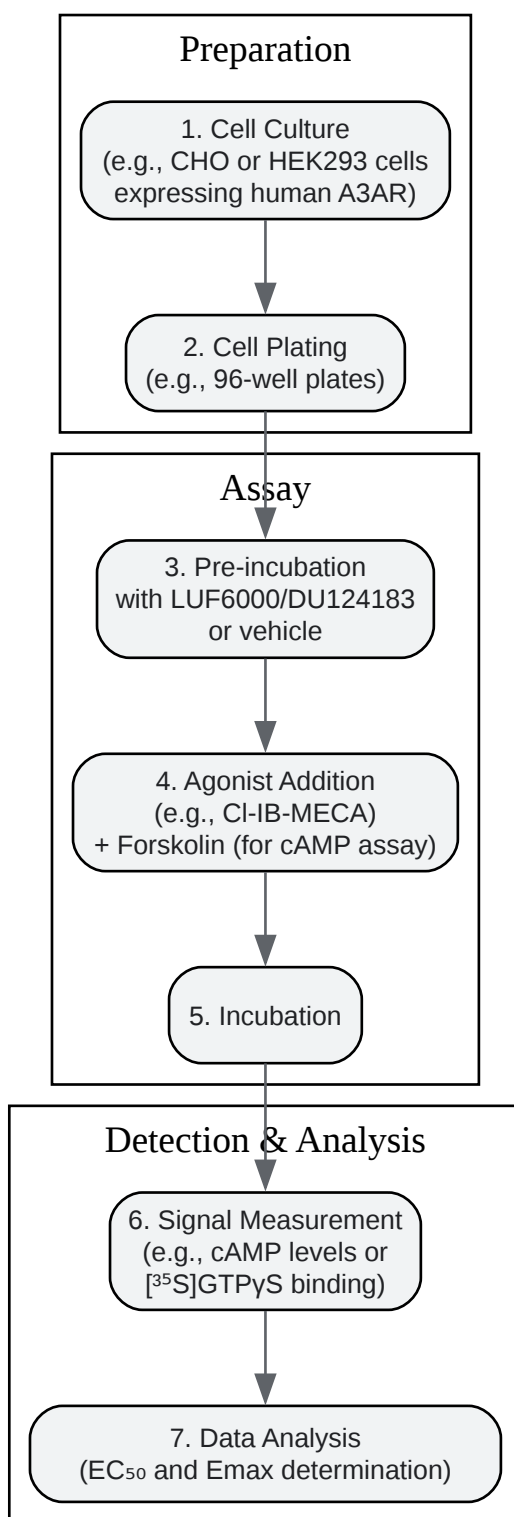 Preparation
1. Cell Culture
(e.g., CHO or HEK293 cells
expressing human A3AR)
2. Cell Plating
(e.g., 96-well plates)
Assay
3. Pre-incubation
with LUF6000/DU124183
or vehicle
4. Agonist Addition
(e.g., Cl-IB-MECA)
+ Forskolin (for cAMP assay)
5. Incubation
Detection & Analysis
6. Signal Measurement
(e.g., cAMP levels or
[³⁵S]GTPγS binding)
7. Data Analysis
(EC₅₀ and Emax determination)